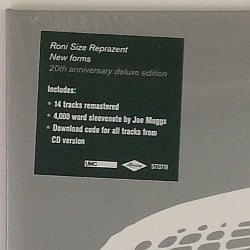 Roni Size Reprazent
New forms
20th anniversary deluxe edition
Includes:
• 14 tracks remastered
• 4,000 word sleevenote by Joe Muggs
• Download code for all tracks from
CD version
UMC